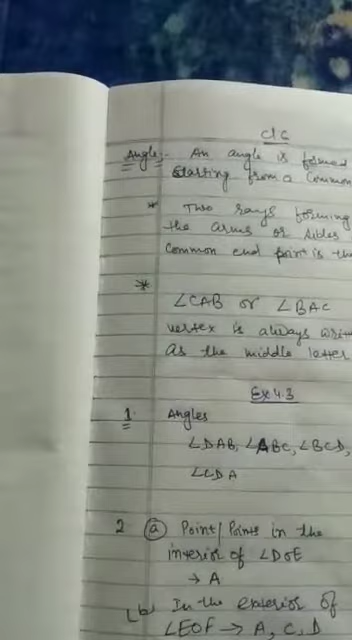 c/c
Angle:- An angle is formed
starting from a common
* Two rays forming
the arms or sides
common end point is the
*
∠CAB or ∠BAC
vertex is always
as the middle letter
Ex 4.3
1 Angles
∠DAB, ∠ABC, ∠BCD,
∠CDA
2 (a) Point/Points in the
interior of ∠DOE
→ A
(b) In the exterior of
∠EOF → A, C, D